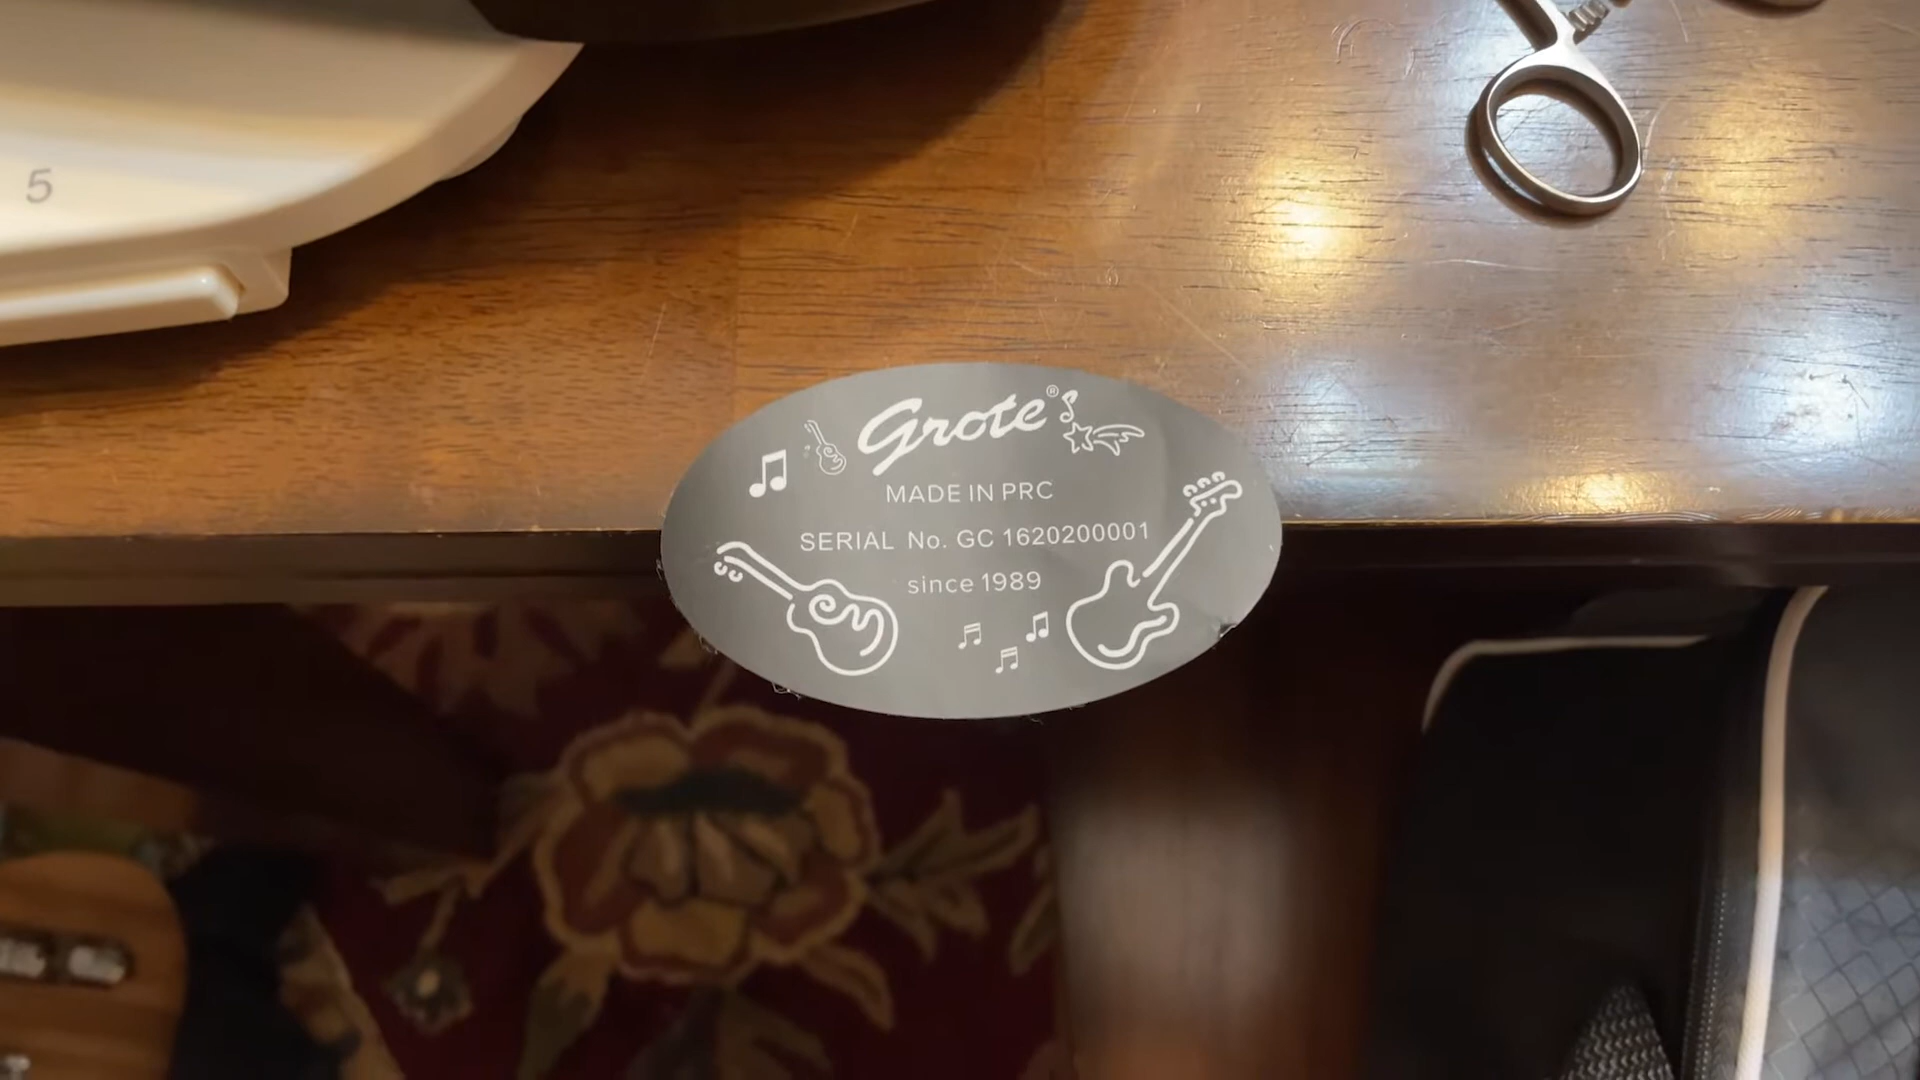 5
Grote®
MADE IN PRC
SERIAL No. GC 1620200001
since 1989